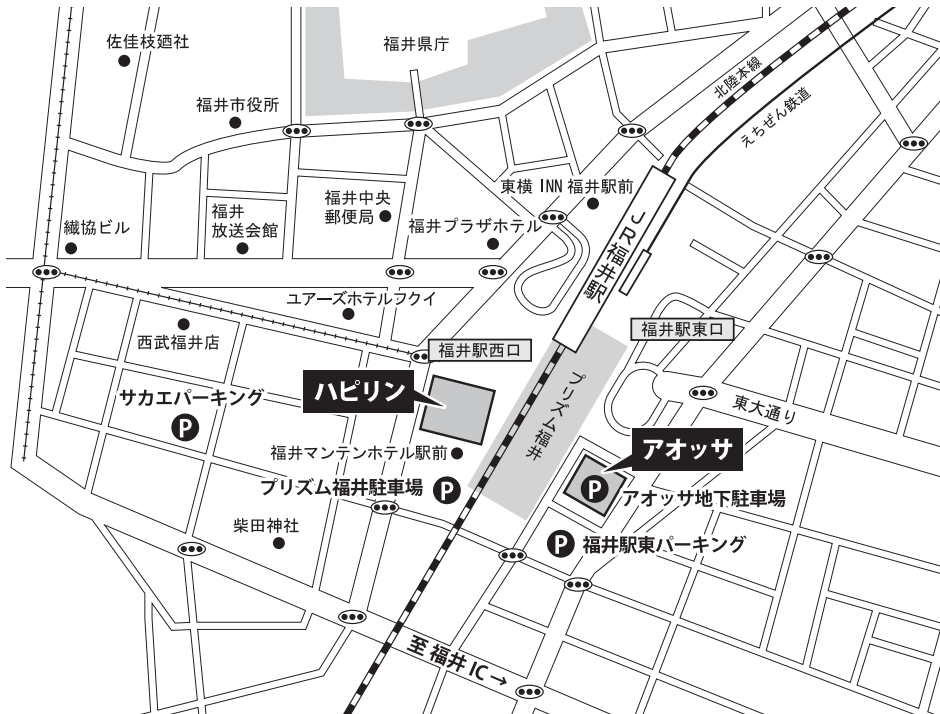 佐佳枝廼社
福井県庁
北陸本線
えちぜん鉄道
福井市役所
東横 INN 福井駅前
福井中央
郵便局
福井
放送会館
繊協ビル
福井プラザホテル
JR福井駅
ユアーズホテルフクイ
福井駅東口
西武福井店
福井駅西口
サカエパーキング
P
ハピリン
プリズム福井
東大通り
福井マンテンホテル駅前
アオッサ
プリズム福井駐車場
P
P
アオッサ地下駐車場
柴田神社
P
福井駅東パーキング
至 福井 IC→